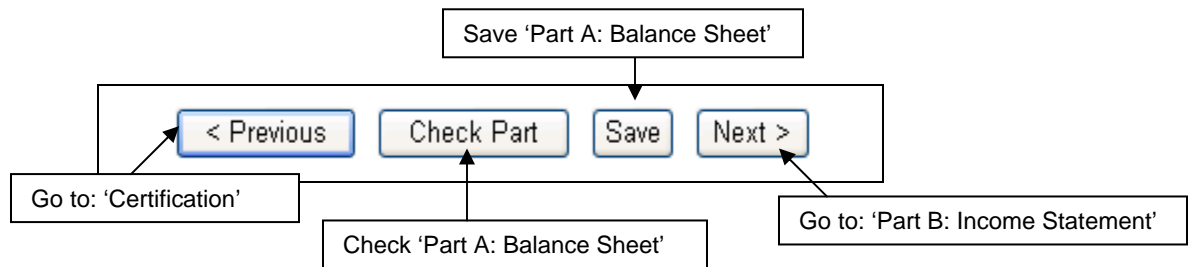 Save ‘Part A: Balance Sheet’
< Previous
Check Part
Save
Next >
Go to: ‘Certification’
Go to: ‘Part B: Income Statement’
Check ‘Part A: Balance Sheet’